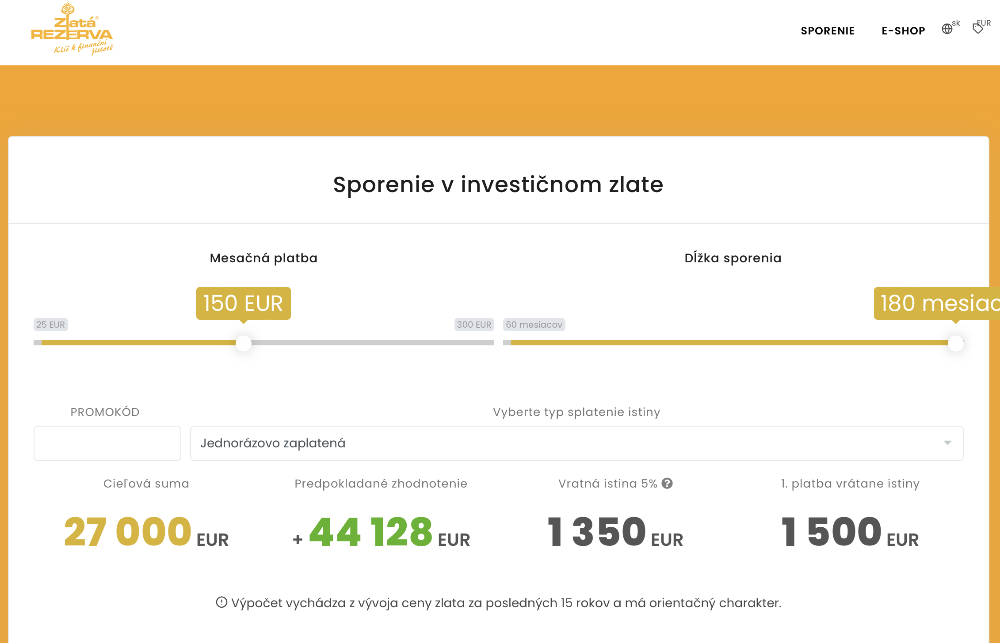 Zlatá®
REZERVA
Klíč k finanční
jistotě
SPORENIE
E-SHOP
sk
EUR
Sporenie v investičnom zlate
Mesačná platba
Dĺžka sporenia
150 EUR
180 mesiac
25 EUR
300 EUR
60 mesiacov
PROMOKÓD
Vyberte typ splatenie istiny
Jednorázovo zaplatená
Cieľová suma
Predpokladané zhodnotenie
Vratná istina 5%
1. platba vrátane istiny
27 000 EUR
+ 44 128 EUR
1 350 EUR
1 500 EUR
Výpočet vychádza z vývoja ceny zlata za posledných 15 rokov a má orientačný charakter.